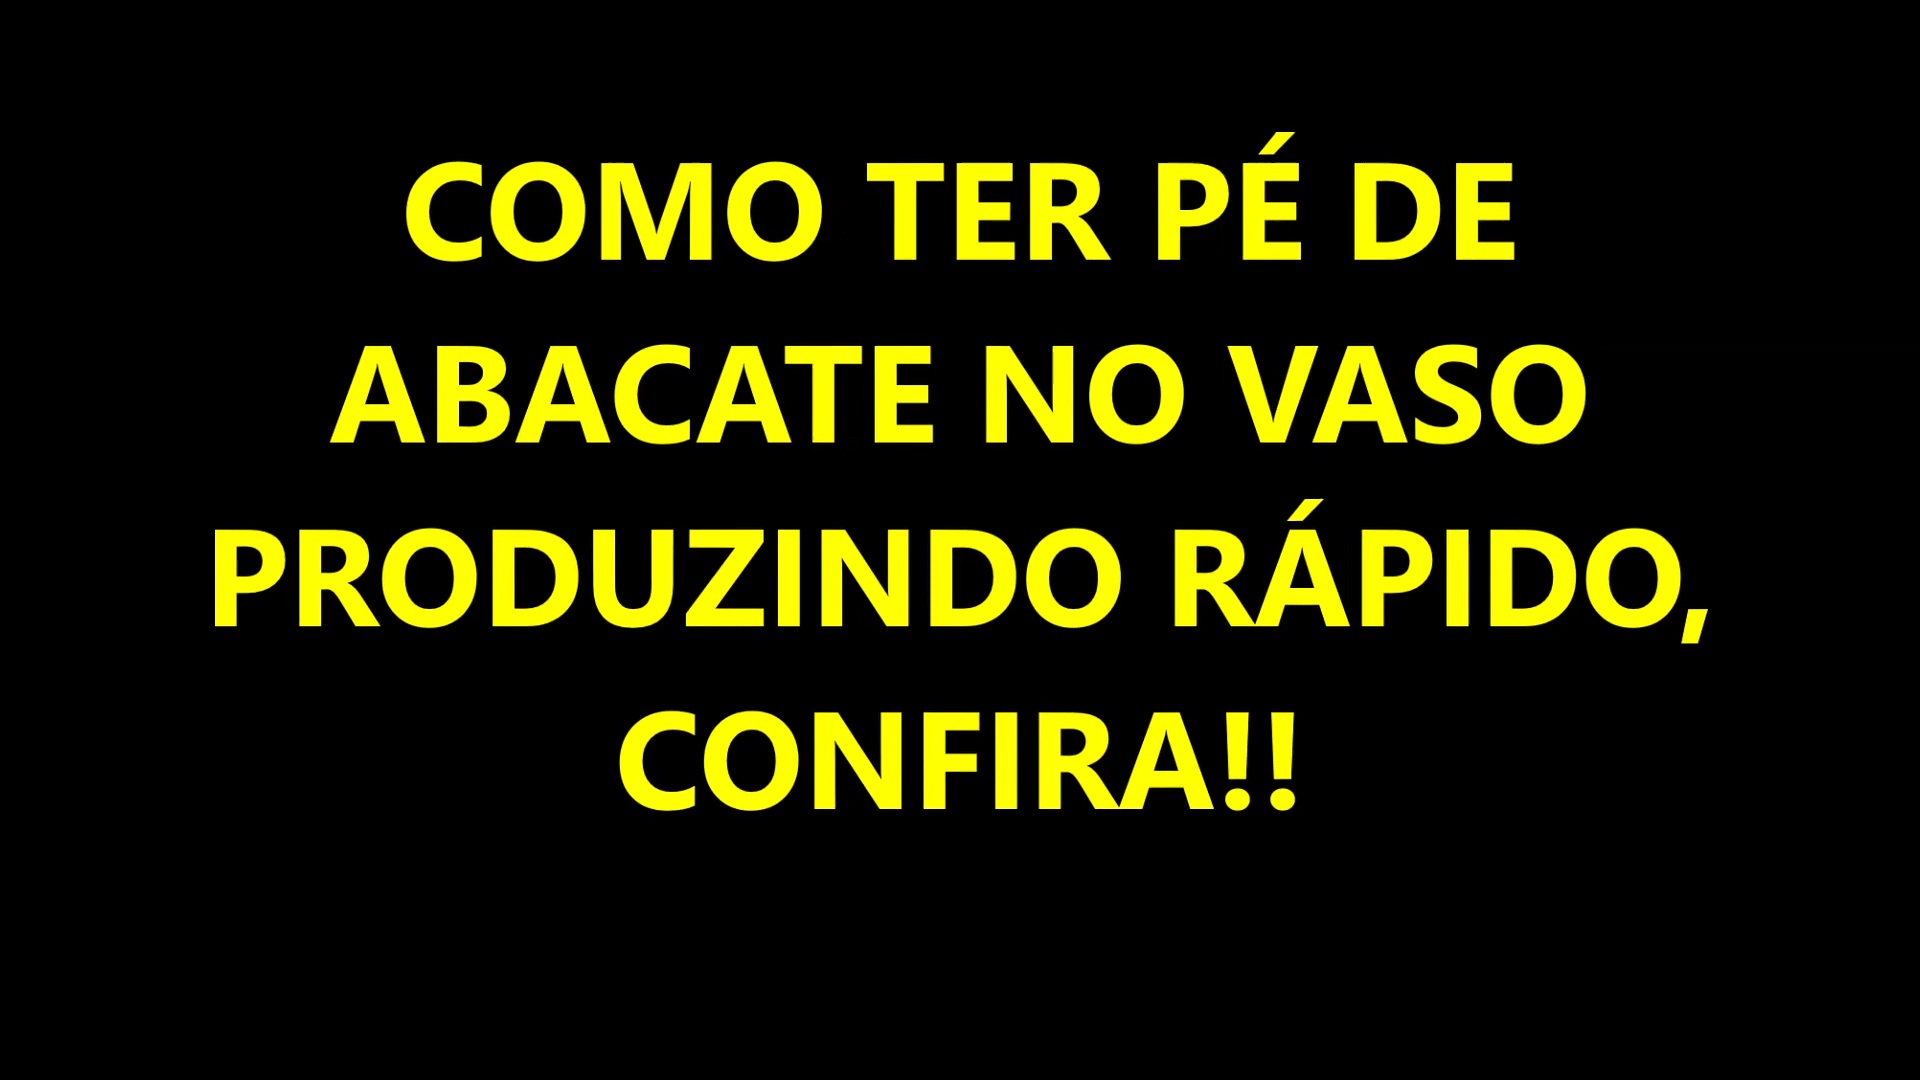 COMO TER PÉ DE
ABACATE NO VASO
PRODUZINDO RÁPIDO,
CONFIRA!!